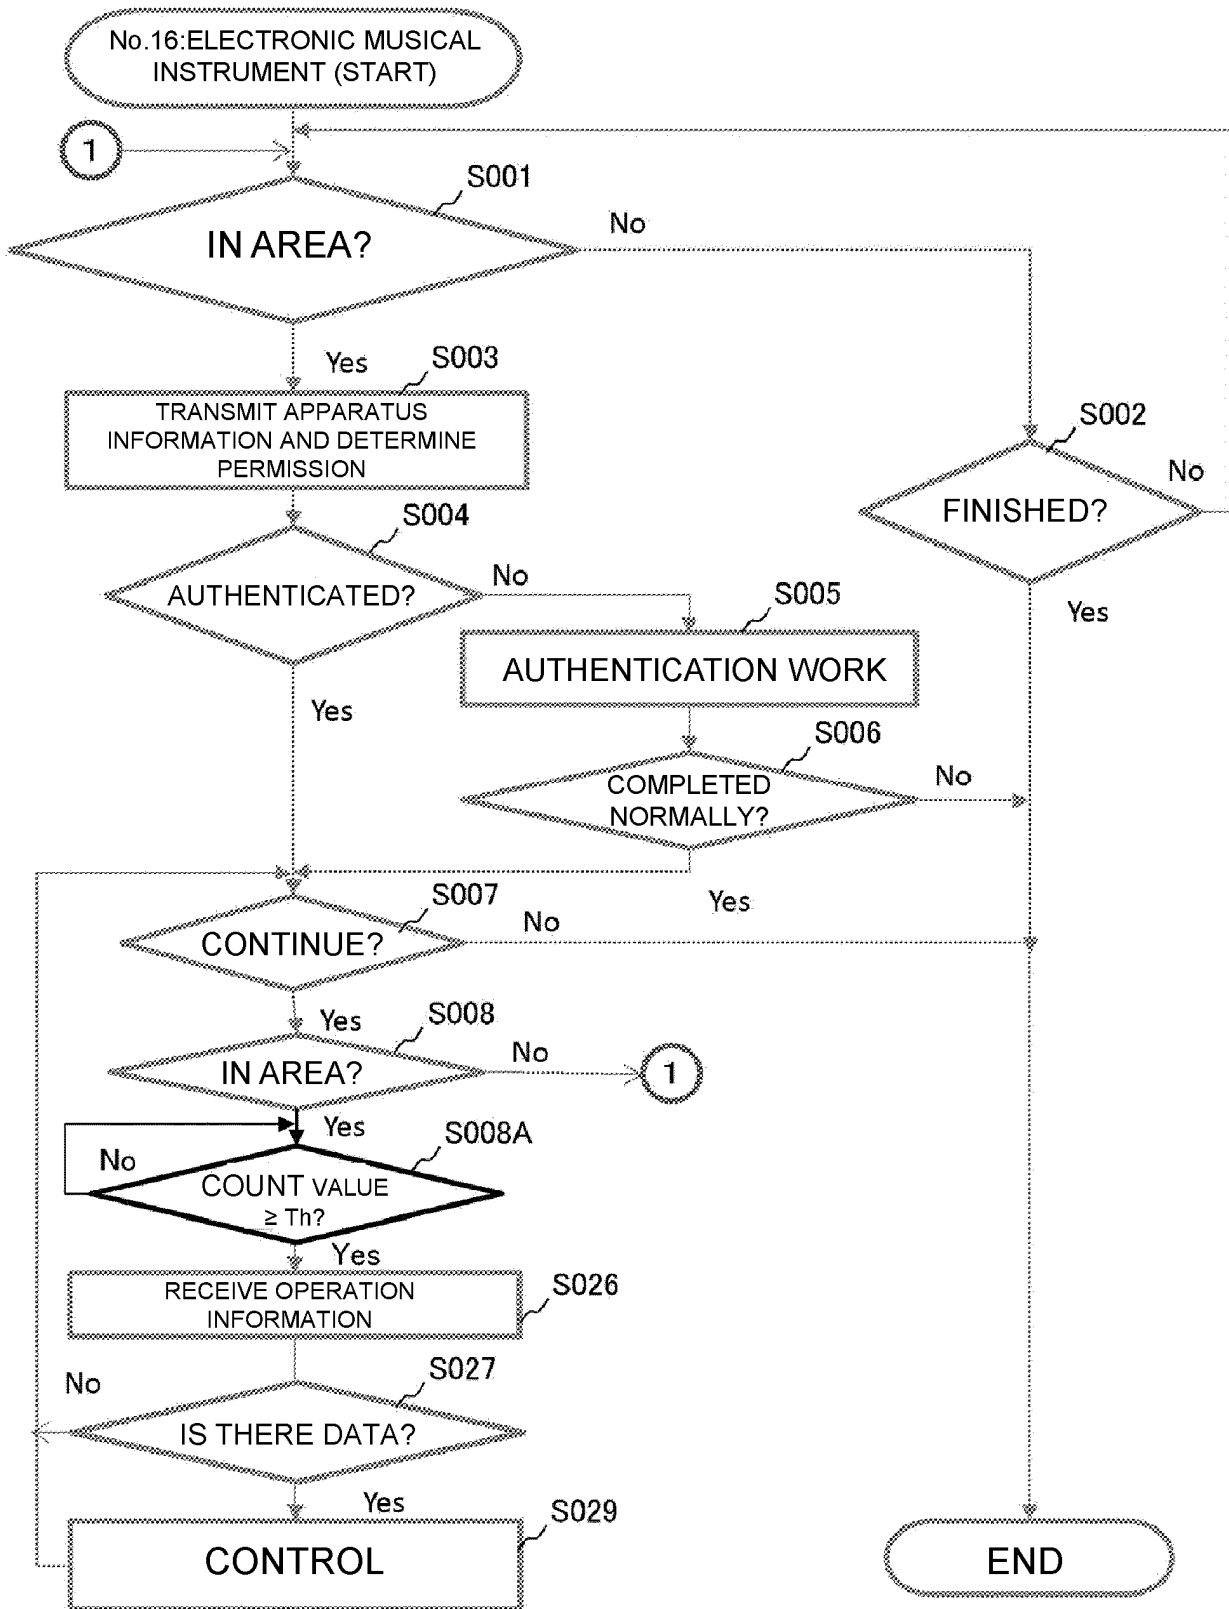 No.16:ELECTRONIC MUSICAL
INSTRUMENT (START)
1
S001
IN AREA?
No
Yes
S003
TRANSMIT APPARATUS
INFORMATION AND DETERMINE
PERMISSION
S002
FINISHED?
No
Yes
S004
AUTHENTICATED?
No
Yes
S005
AUTHENTICATION WORK
S006
COMPLETED
NORMALLY?
No
Yes
S007
CONTINUE?
No
Yes
S008
IN AREA?
No
1
Yes
S008A
No
COUNT VALUE
≥ Th?
Yes
RECEIVE OPERATION
INFORMATION
S026
S027
No
IS THERE DATA?
Yes
S029
CONTROL
END